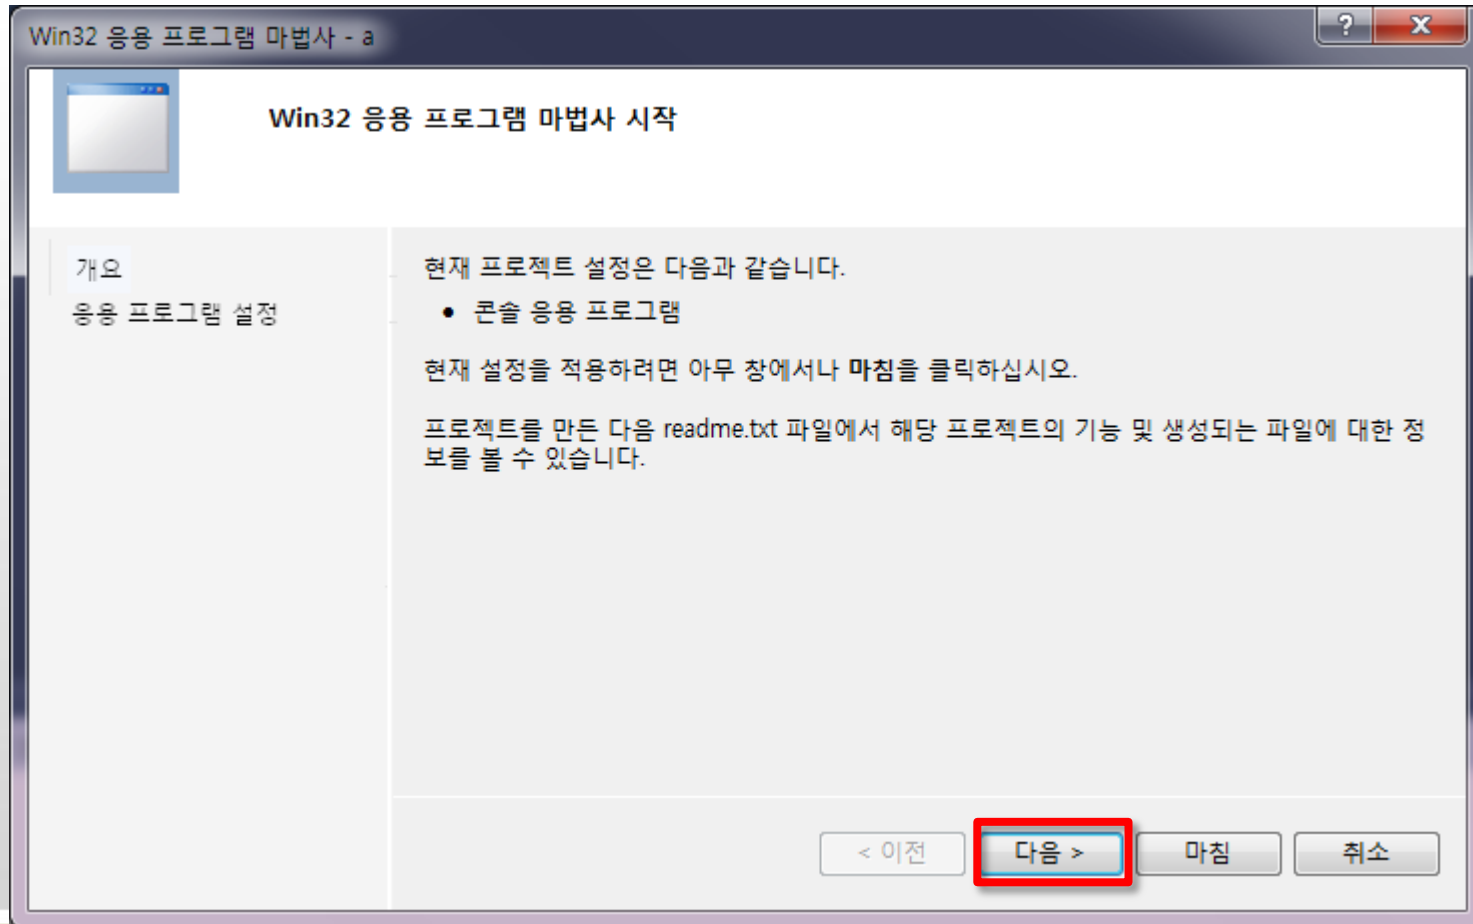 Win32 응용 프로그램 마법사 - a
Win32 응용 프로그램 마법사 시작
개요
응용 프로그램 설정
현재 프로젝트 설정은 다음과 같습니다.
• 콘솔 응용 프로그램
현재 설정을 적용하려면 아무 창에서나 마침을 클릭하십시오.
프로젝트를 만든 다음 readme.txt 파일에서 해당 프로젝트의 기능 및 생성되는 파일에 대한 정
보를 볼 수 있습니다.
< 이전
다음 >
마침
취소